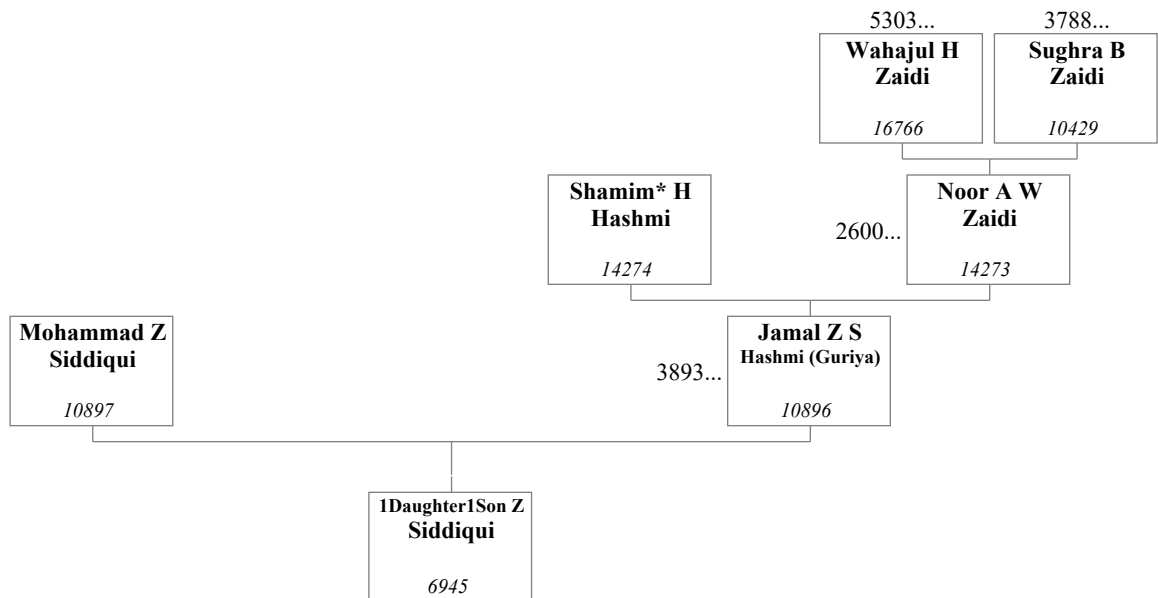 5303...
3788...
Wahajul H
Zaidi
16766
Sughra B
Zaidi
10429
Shamim* H
Hashmi
14274
2600...
Noor A W
Zaidi
14273
Mohammad Z
Siddiqui
10897
3893...
Jamal Z S
Hashmi (Guriya)
10896
1Daughter1Son Z
Siddiqui
6945